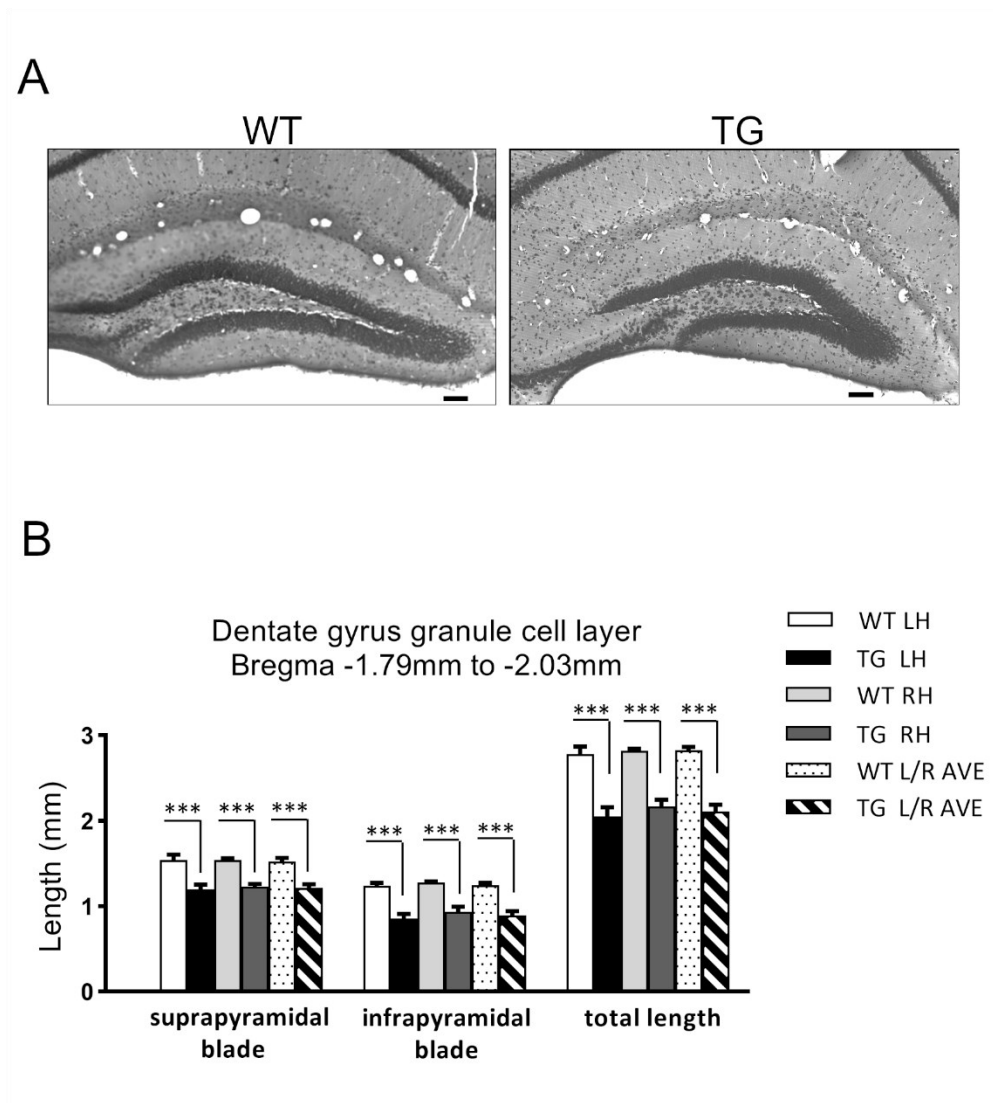 A
WT
TG
B
Dentate gyrus granule cell layer
Bregma -1.79mm to -2.03mm
WT LH
TG LH
WT RH
TG RH
WT L/R AVE
TG L/R AVE
Length (mm)
3
2
1
0
*** *** ***
*** *** ***
*** *** ***
suprapyramidal
blade
infrapyramidal
blade
total length